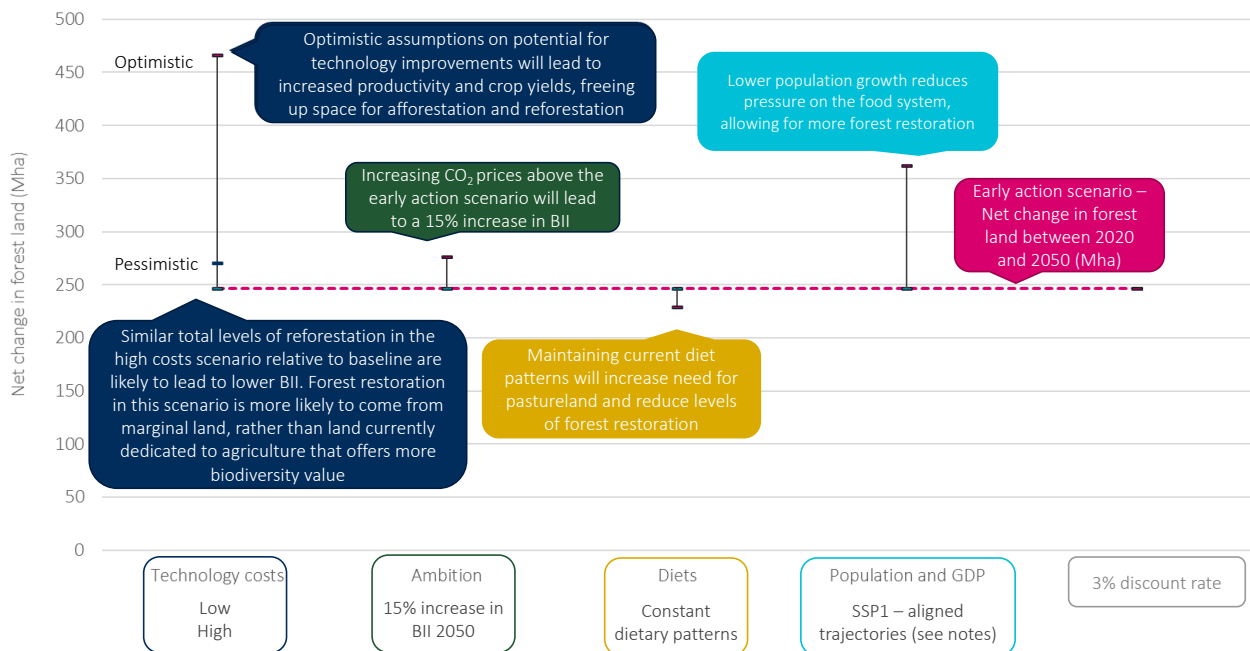 Net change in forest land (Mha)
500
450
400
350
300
250
200
150
100
50
0
Optimistic
Pessimistic
Optimistic assumptions on potential for
technology improvements will lead to
increased productivity and crop yields, freeing
up space for afforestation and reforestation
Increasing CO₂ prices above the
early action scenario will lead
to a 15% increase in BII
Lower population growth reduces
pressure on the food system,
allowing for more forest restoration
Early action scenario –
Net change in forest
land between 2020
and 2050 (Mha)
Similar total levels of reforestation in the
high costs scenario relative to baseline are
likely to lead to lower BII. Forest restoration
in this scenario is more likely to come from
marginal land, rather than land currently
dedicated to agriculture that offers more
biodiversity value
Maintaining current diet
patterns will increase need for
pastureland and reduce levels
of forest restoration
Technology costs
Low
High
Ambition
15% increase in
BII 2050
Diets
Constant
dietary patterns
Population and GDP
SSP1 – aligned
trajectories (see notes)
3% discount rate